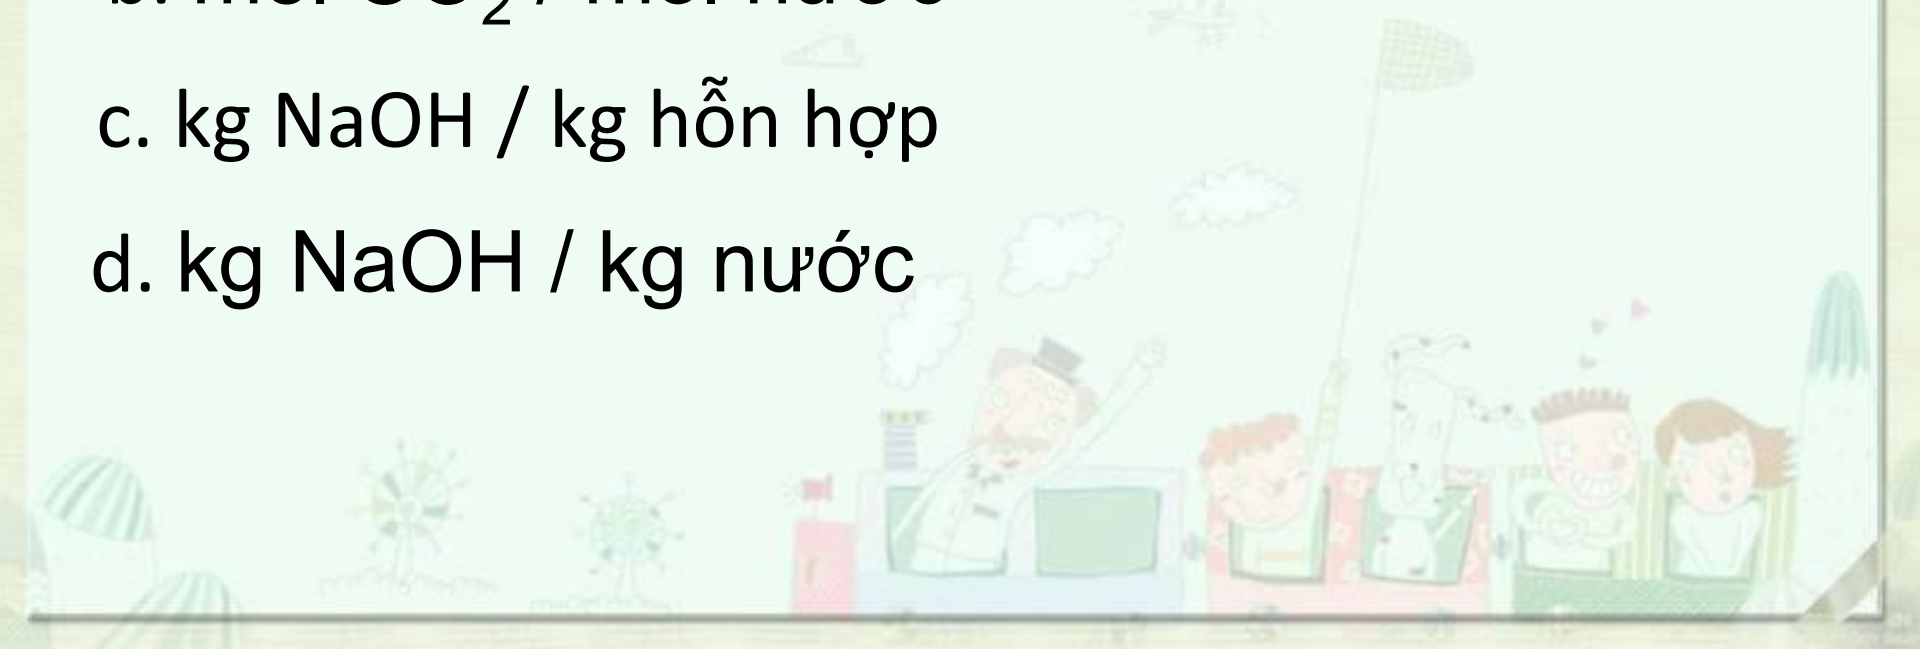 c. kg NaOH / kg hỗn hợp
d. kg NaOH / kg nước